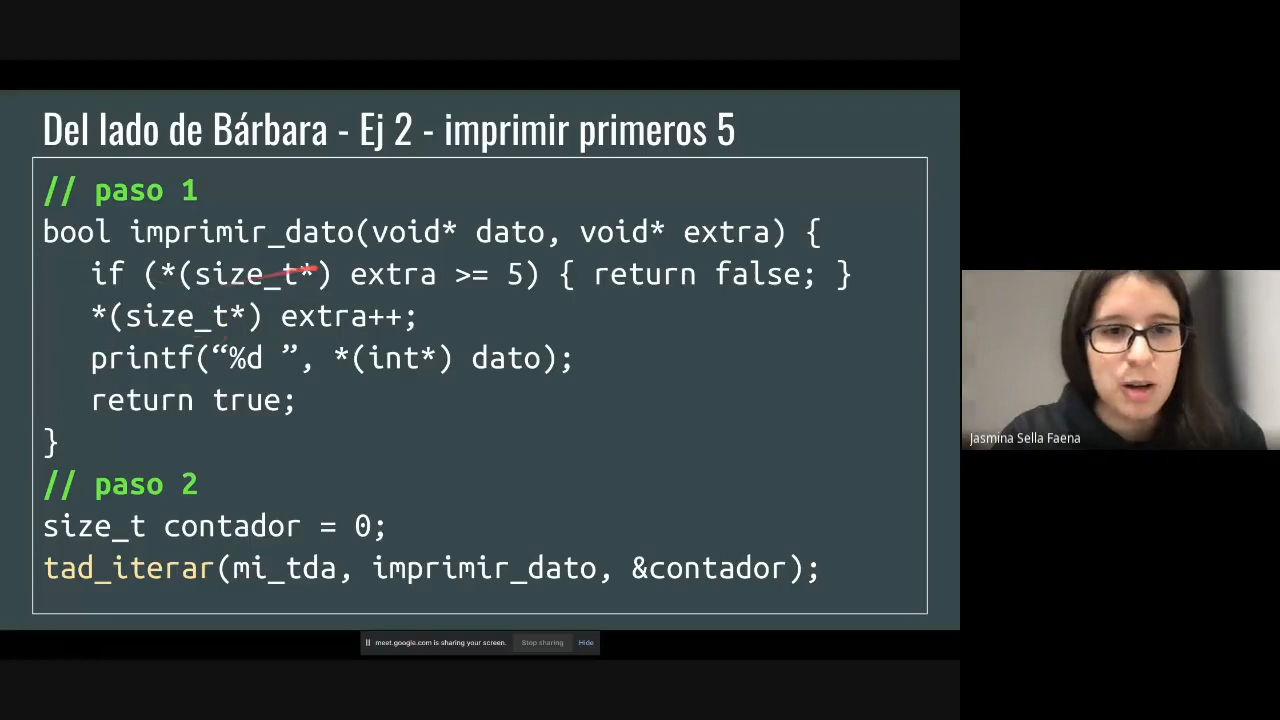 Del lado de Bárbara - Ej 2 - imprimir primeros 5
// paso 1
bool imprimir_dato(void* dato, void* extra) {
if (*(size_t*) extra >= 5) { return false; }
*(size_t*) extra++;
printf(“%d ”, *(int*) dato);
return true;
}
// paso 2
size_t contador = 0;
tad_iterar(mi_tda, imprimir_dato, &contador);
Jasmina Sella Faena
meet.google.com is sharing your screen. Stop sharing Hide